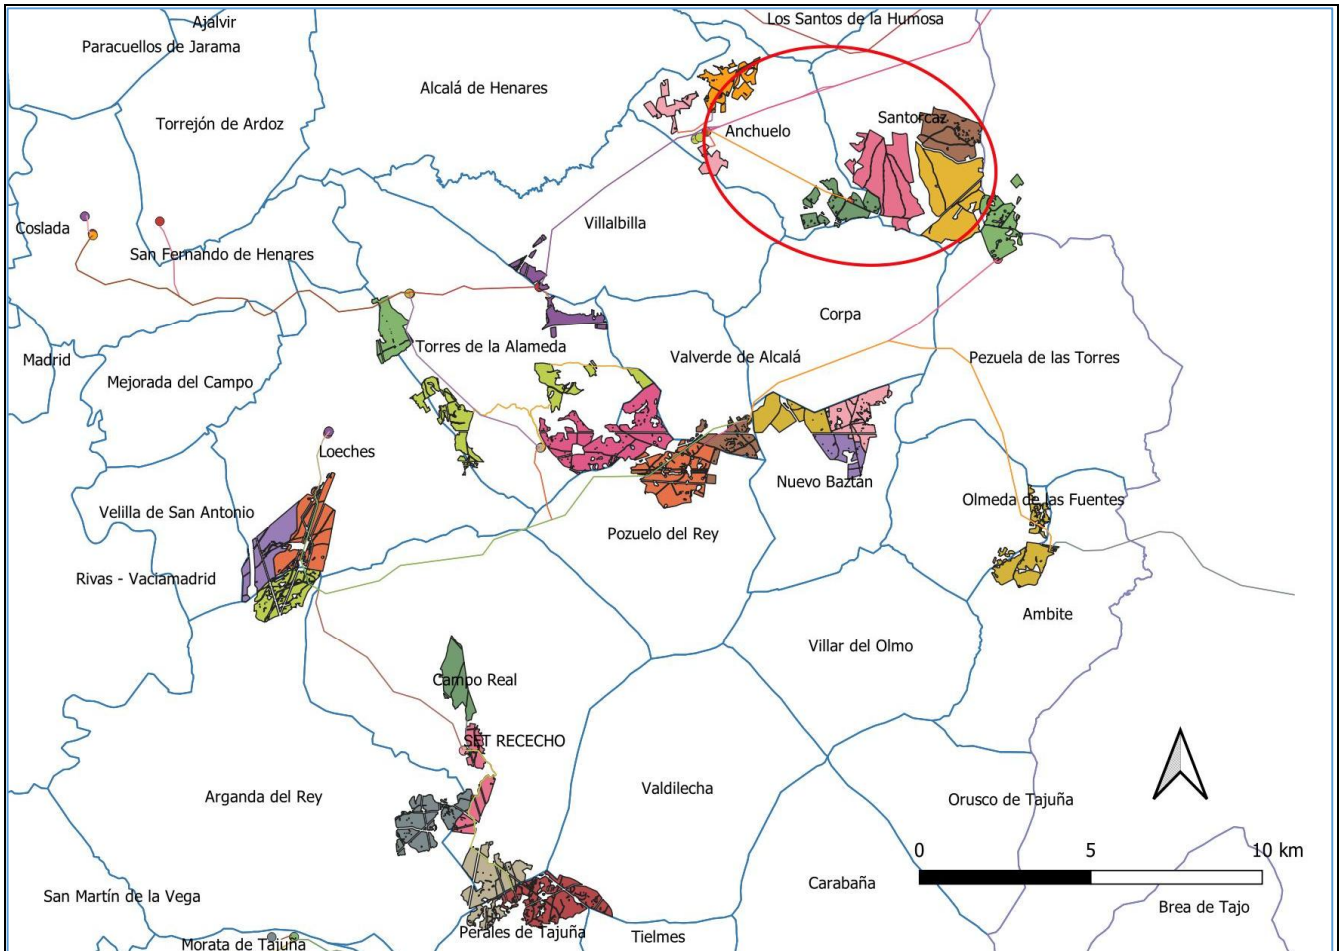 Ajalvir
Los Santos de la Humosa
Paracuellos de Jarama
Alcalá de Henares
Torrejón de Ardoz
Anchuelo
Santorcaz
Coslada
Villalbilla
San Fernando de Henares
Corpa
Madrid
Torres de la Alameda
Valverde de Alcalá
Pezuela de las Torres
Mejorada del Campo
Loeches
Nuevo Baztán
Olmeda de las Fuentes
Velilla de San Antonio
Pozuelo del Rey
Rivas - Vaciamadrid
Ambite
Villar del Olmo
Campo Real
SET RECECHO
Arganda del Rey
Valdilecha
Orusco de Tajuña
0 5 10 km
Carabaña
San Martín de la Vega
Brea de Tajo
Perales de Tajuña
Tielmes
Morata de Tajuña